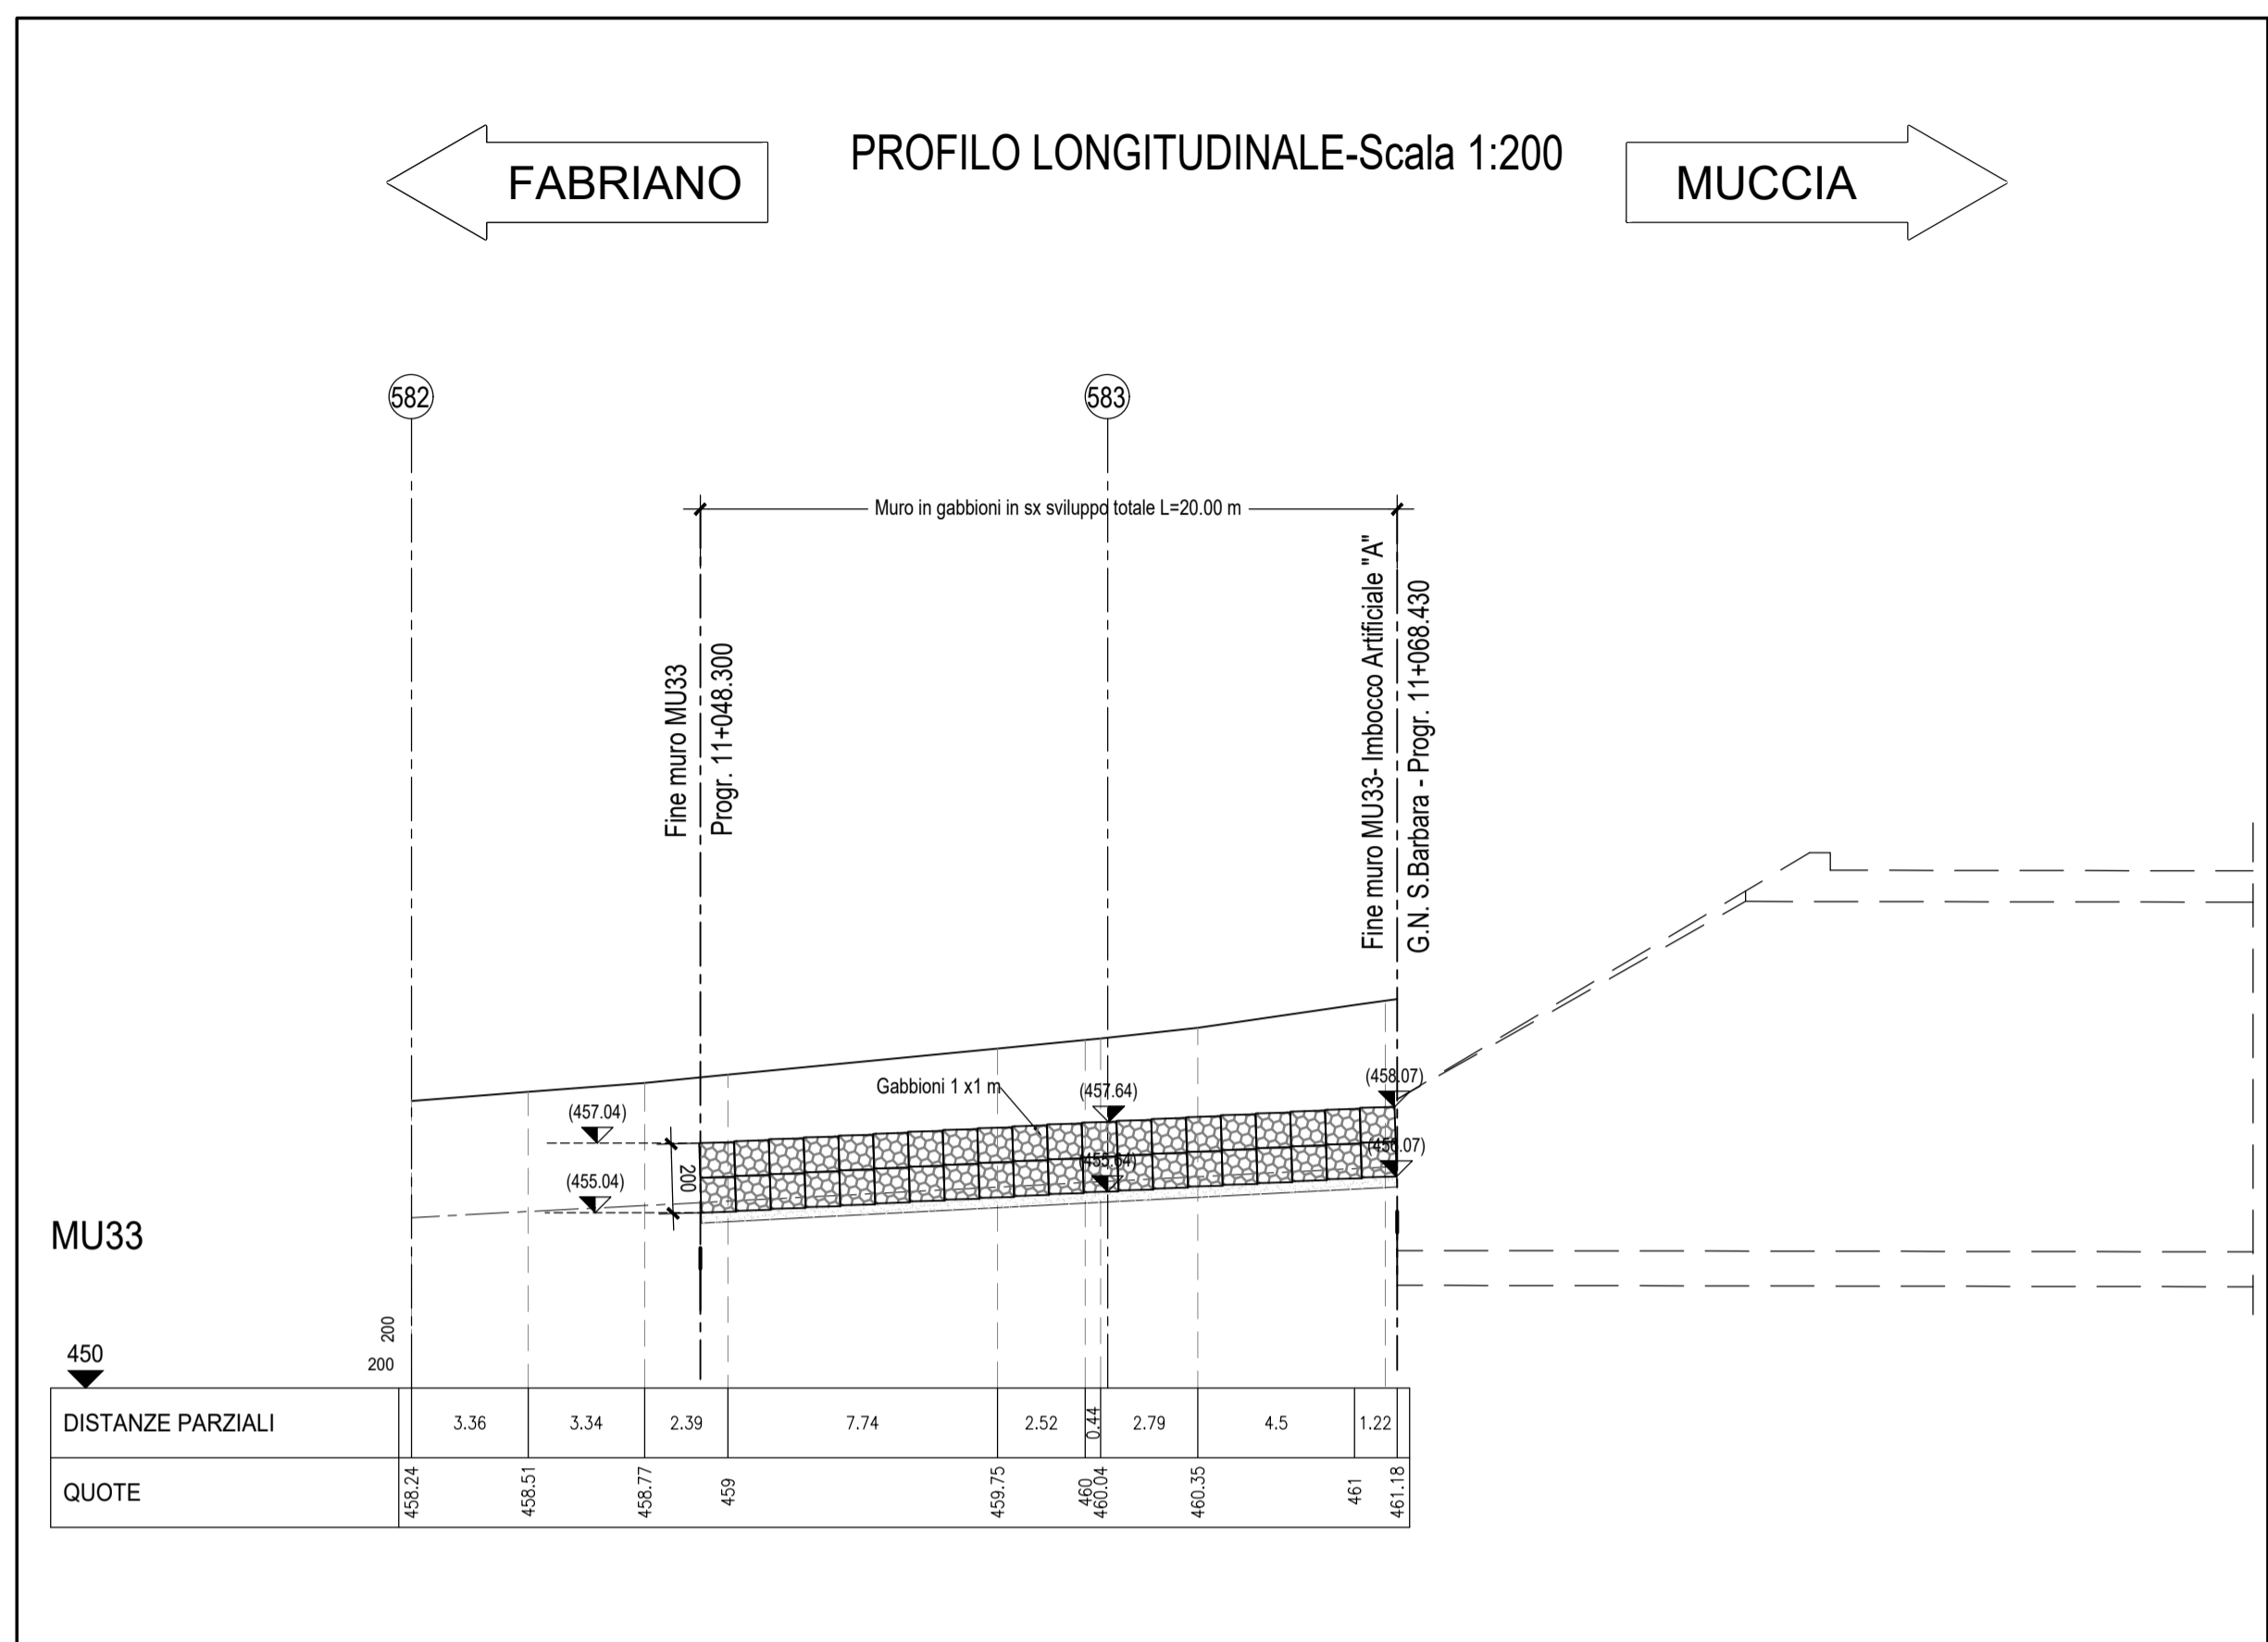 PROFILO LONGITUDINALE-Scala 1:200
FABRIANO
MUCCIA
582
583
Muro in gabbioni in sx sviluppo totale L=20.00 m
Fine muro MU33
Progr. 11+048.300
Fine muro MU33- Imbocco Artificiale "A"
G.N. S.Barbara - Progr. 11+068.430
Gabbioni 1 x1 m
(457.04)
(457.64)
(458.07)
(455.04)
(455.64)
(456.07)
200
MU33
200
200
450
DISTANZE PARZIALI
3.36
3.34
2.39
7.74
2.52
0.44
2.79
4.5
1.22
QUOTE
458.24
458.51
458.77
459
459.75
460
460.04
460.35
461
461.18